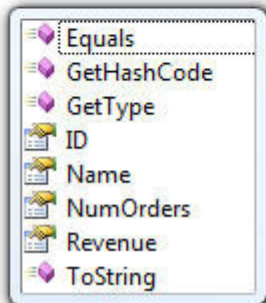 Equals
GetHashCode
GetType
ID
Name
NumOrders
Revenue
ToString